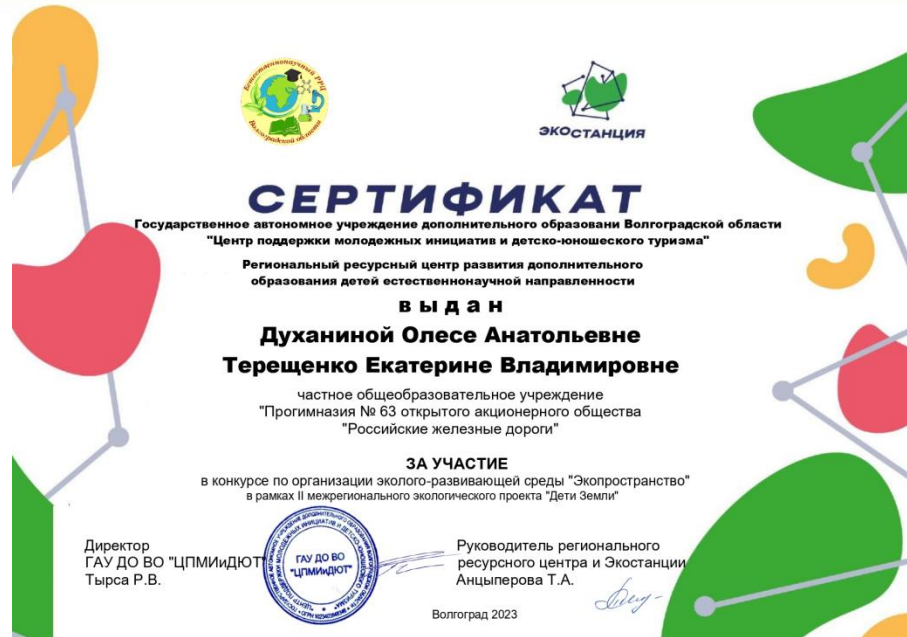 Естественнонаучный РРЦ
Волгоградской области
ЭКОСТАНЦИЯ
СЕРТИФИКАТ
Государственное автономное учреждение дополнительного образовани Волгоградской области
"Центр поддержки молодежных инициатив и детско-юношеского туризма"
Региональный ресурсный центр развития дополнительного
образования детей естественнонаучной направленности
выдан
Духаниной Олесе Анатольевне
Терещенко Екатерине Владимировне
частное общеобразовательное учреждение
"Прогимназия № 63 открытого акционерного общества
"Российские железные дороги"
ЗА УЧАСТИЕ
в конкурсе по организации эколого-развивающей среды "Экопространство"
в рамках II межрегионального экологического проекта "Дети Земли"
Директор
ГАУ ДО ВО "ЦПМИиДЮТ"
Тырса Р.В.
ГАУ ДО ВО
"ЦПМИиДЮТ"
Руководитель регионального
ресурсного центра и Экостанции
Анцыперова Т.А.
Волгоград 2023